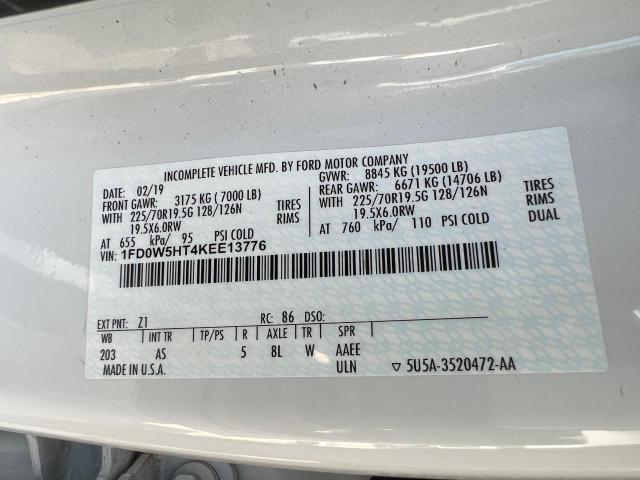 INCOMPLETE VEHICLE MFD. BY FORD MOTOR COMPANY
DATE: 02/19 GVWR: 8845 KG (19500 LB)
FRONT GAWR: 3175 KG (7000 LB) REAR GAWR: 6671 KG (14706 LB)
WITH 225/70R19.5G 128/126N TIRES WITH 225/70R19.5G 128/126N TIRES
19.5X6.0RW RIMS 19.5X6.0RW RIMS
AT 655 kPa/ 95 PSI COLD AT 760 kPa/ 110 PSI COLD DUAL
VIN: 1FD0W5HT4KEE13776
EXT PNT: Z1 RC: 86 DSO:
WB INT TR TP/PS R AXLE TR SPR
203 AS 5 8L W AAEE
MADE IN U.S.A. ULN ▽ 5U5A-3520472-AA